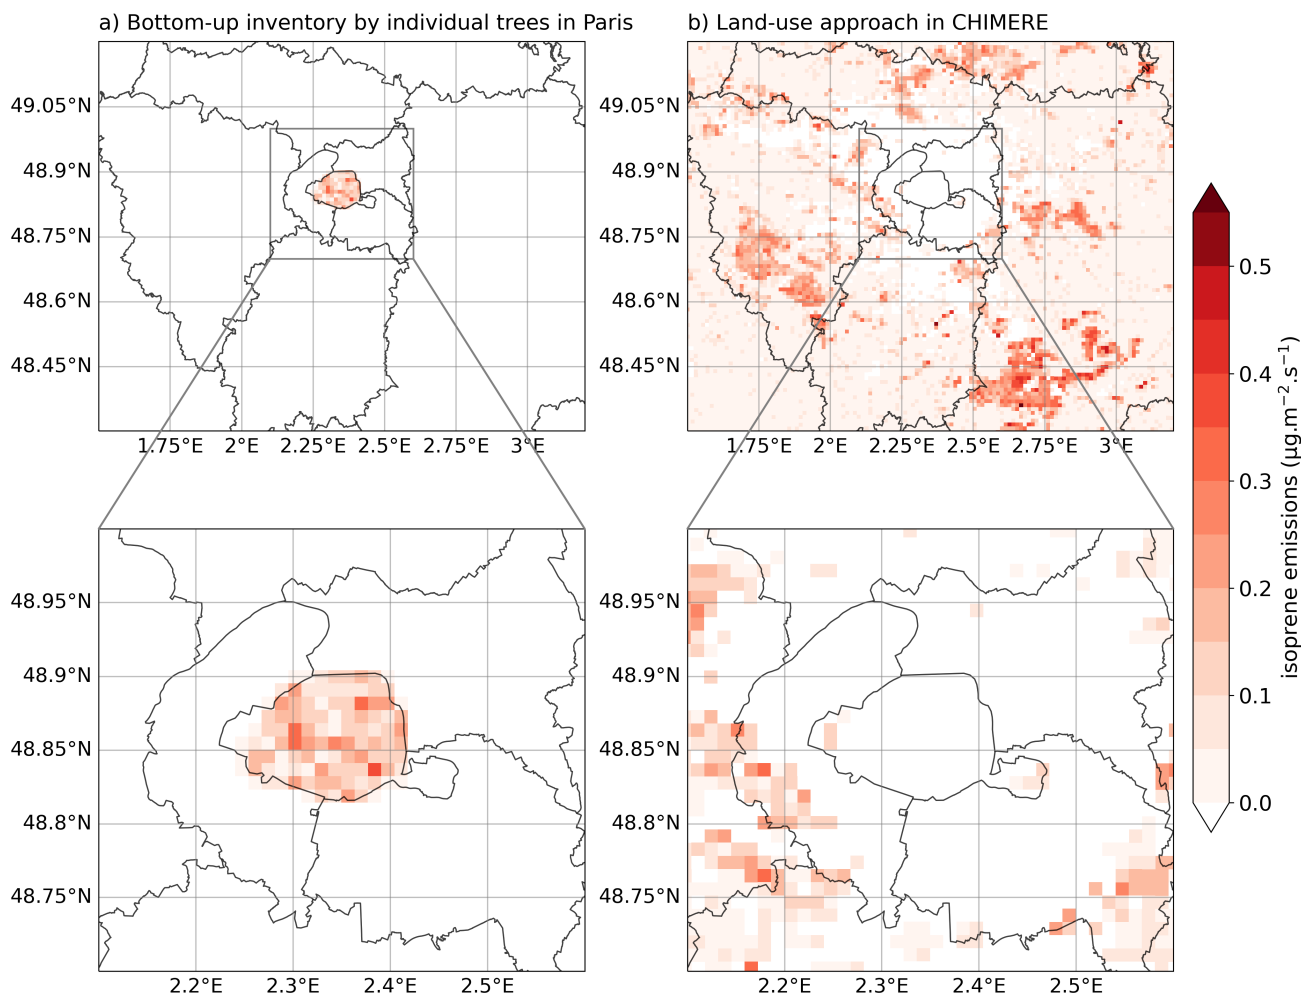 a) Bottom-up inventory by individual trees in Paris
b) Land-use approach in CHIMERE
49.05°N
48.9°N
48.75°N
48.6°N
48.45°N
1.75°E 2°E 2.25°E 2.5°E 2.75°E 3°E
49.05°N
48.9°N
48.75°N
48.6°N
48.45°N
1.75°E 2°E 2.25°E 2.5°E 2.75°E 3°E
48.95°N
48.9°N
48.85°N
48.8°N
48.75°N
2.2°E 2.3°E 2.4°E 2.5°E
48.95°N
48.9°N
48.85°N
48.8°N
48.75°N
2.2°E 2.3°E 2.4°E 2.5°E
0.5
0.4
0.3
0.2
0.1
0.0
isoprene emissions (µg.m⁻².s⁻¹)